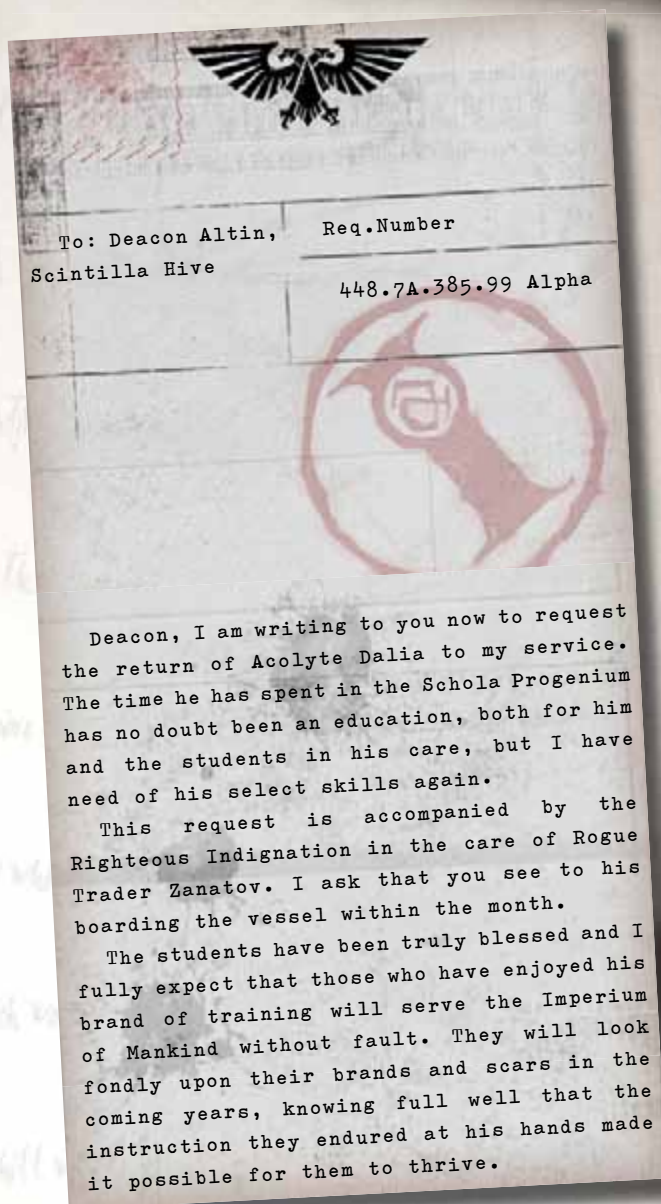 To: Deacon Altin,
Scintilla Hive
Req.Number
448.7A.385.99 Alpha
Deacon, I am writing to you now to request
the return of Acolyte Dalia to my service.
The time he has spent in the Schola Progenium
has no doubt been an education, both for him
and the students in his care, but I have
need of his select skills again.
This request is accompanied by the
Righteous Indignation in the care of Rogue
Trader Zanatov. I ask that you see to his
boarding the vessel within the month.
The students have been truly blessed and I
fully expect that those who have enjoyed his
brand of training will serve the Imperium
of Mankind without fault. They will look
fondly upon their brands and scars in the
coming years, knowing full well that the
instruction they endured at his hands made
it possible for them to thrive.